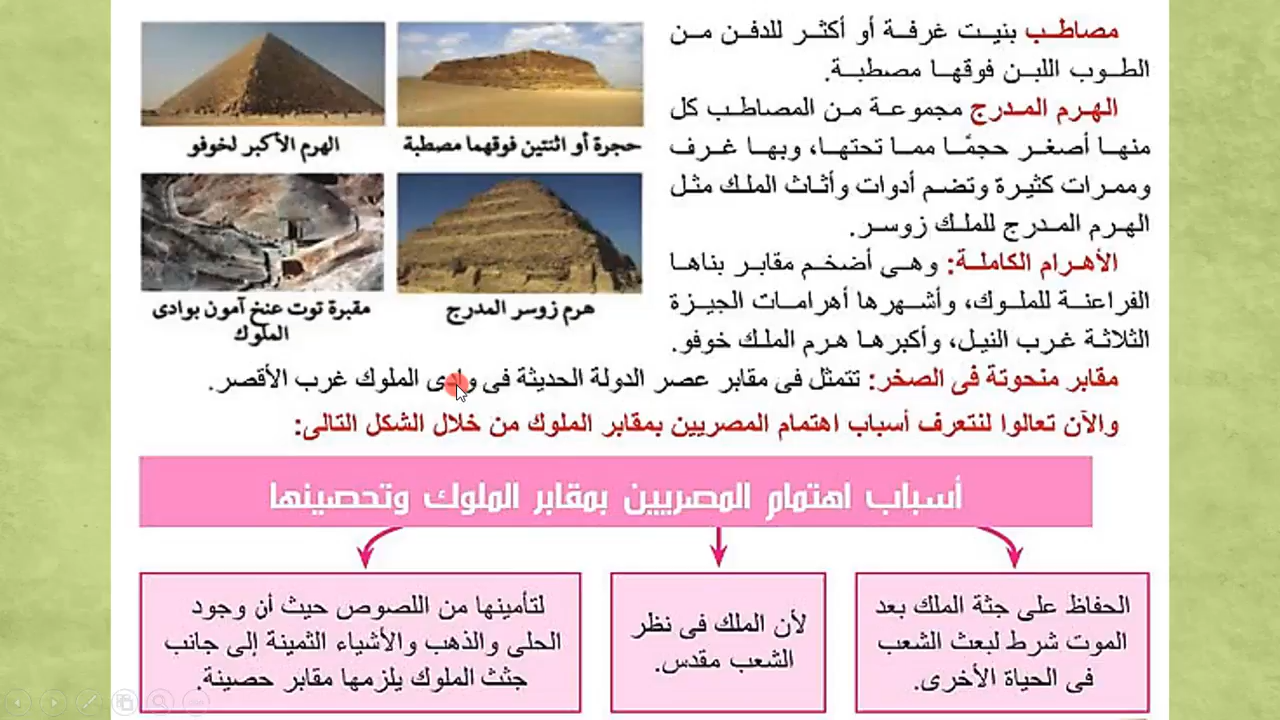 مصاطب بنيت غرفة أو أكثر للدفن من
الطوب اللبن فوقها مصطبة.
الهرم المدرج مجموعة من المصاطب كل
منها أصغر حجمًا مما تحتها، وبها غرف
وممرات كثيرة وتضم أدوات وأثاث الملك مثل
الهرم المدرج للملك زوسر.
الأهرام الكاملة: وهى أضخم مقابر بناها
الفراعنة للملوك، وأشهرها أهرامات الجيزة
الثلاثة غرب النيل، وأكبرها هرم الملك خوفو.
حجرة أو اثنتين فوقهما مصطبة
الهرم الأكبر لخوفو
هرم زوسر المدرج
مقبرة توت عنخ آمون بوادى
الملوك
مقابر منحوتة فى الصخر: تتمثل فى مقابر عصر الدولة الحديثة فى وادى الملوك غرب الأقصر.
والآن تعالوا لنتعرف أسباب اهتمام المصريين بمقابر الملوك من خلال الشكل التالى:
أسباب اهتمام المصريين بمقابر الملوك وتحصينها
الحفاظ على جثة الملك بعد
الموت شرط لبعث الشعب
فى الحياة الأخرى.
لأن الملك فى نظر
الشعب مقدس.
لتأمينها من اللصوص حيث أن وجود
الحلى والذهب والأشياء الثمينة إلى جانب
جثث الملوك يلزمها مقابر حصينة.